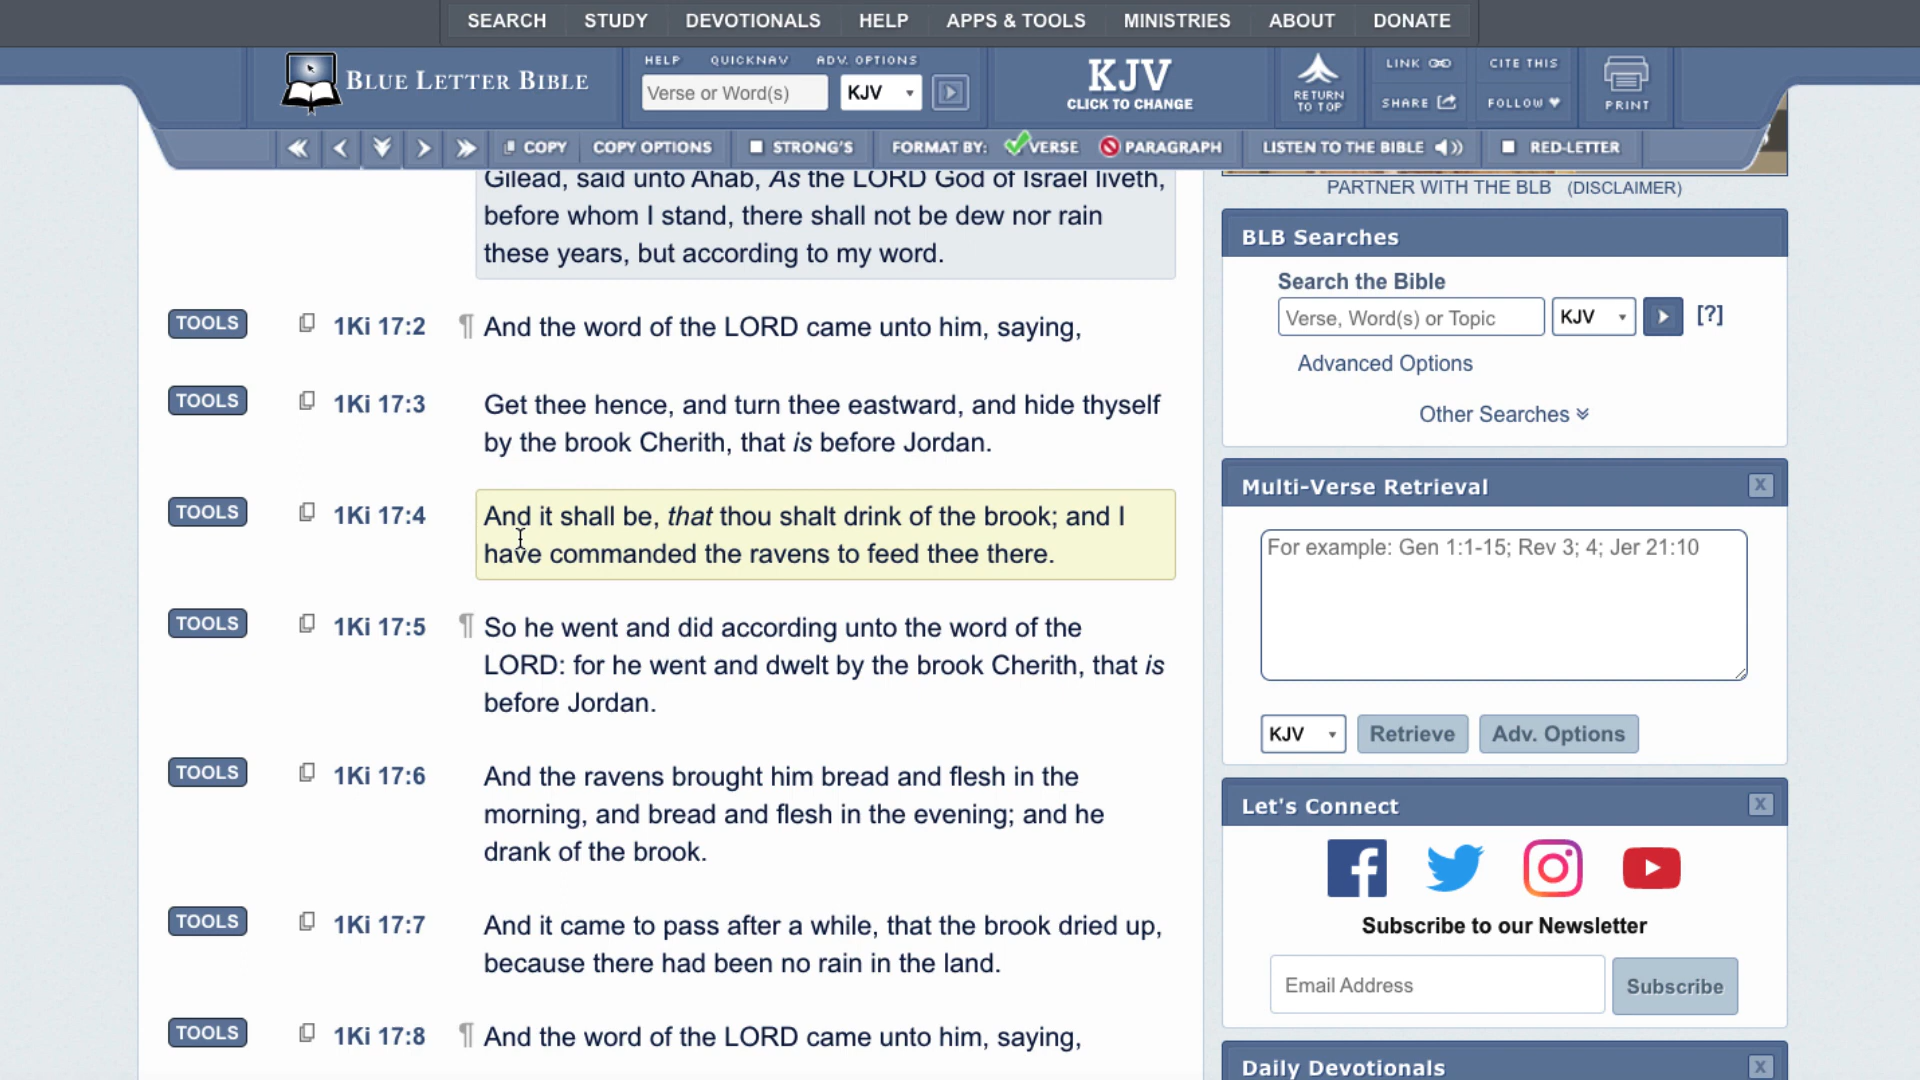 SEARCH STUDY DEVOTIONALS HELP APPS & TOOLS MINISTRIES ABOUT DONATE
BLUE LETTER BIBLE
HELP QUICKNAV ADV. OPTIONS
Verse or Word(s) KJV
KJV
CLICK TO CHANGE
RETURN
TO TOP
LINK
SHARE
CITE THIS
FOLLOW
PRINT
COPY COPY OPTIONS STRONG'S FORMAT BY: VERSE PARAGRAPH LISTEN TO THE BIBLE RED-LETTER
Gilead, said unto Ahab, As the LORD God of Israel liveth,
before whom I stand, there shall not be dew nor rain
these years, but according to my word.
TOOLS 1Ki 17:2 ¶ And the word of the LORD came unto him, saying,
TOOLS 1Ki 17:3 Get thee hence, and turn thee eastward, and hide thyself
by the brook Cherith, that is before Jordan.
TOOLS 1Ki 17:4 And it shall be, that thou shalt drink of the brook; and I
have commanded the ravens to feed thee there.
TOOLS 1Ki 17:5 ¶ So he went and did according unto the word of the
LORD: for he went and dwelt by the brook Cherith, that is
before Jordan.
TOOLS 1Ki 17:6 And the ravens brought him bread and flesh in the
morning, and bread and flesh in the evening; and he
drank of the brook.
TOOLS 1Ki 17:7 And it came to pass after a while, that the brook dried up,
because there had been no rain in the land.
TOOLS 1Ki 17:8 ¶ And the word of the LORD came unto him, saying,
PARTNER WITH THE BLB (DISCLAIMER)
BLB Searches
Search the Bible
Verse, Word(s) or Topic KJV [?]
Advanced Options
Other Searches
Multi-Verse Retrieval X
For example: Gen 1:1-15; Rev 3; 4; Jer 21:10
KJV Retrieve Adv. Options
Let's Connect X
Subscribe to our Newsletter
Email Address Subscribe
Daily Devotionals X